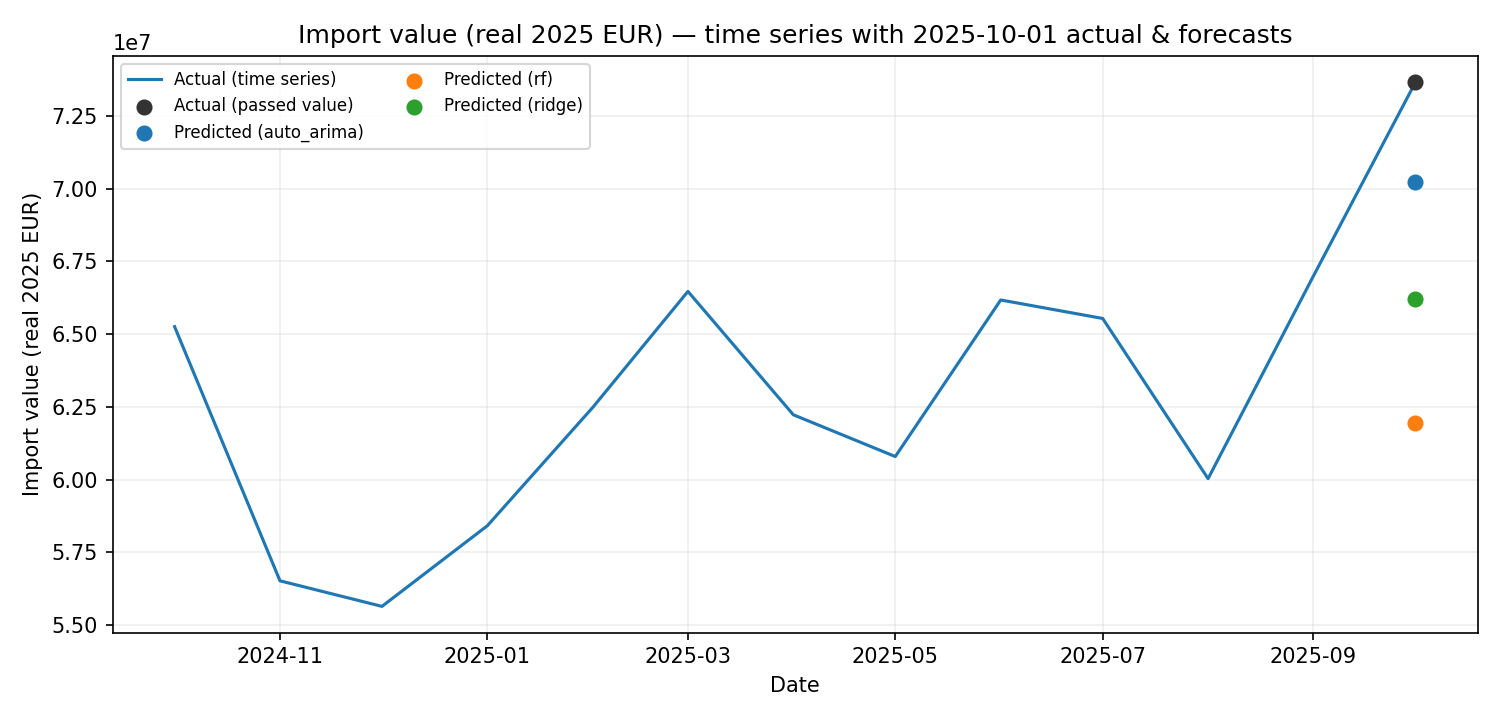 Import value (real 2025 EUR) — time series with 2025-10-01 actual & forecasts
1e7
Actual (time series)
Actual (passed value)
Predicted (auto_arima)
Predicted (rf)
Predicted (ridge)
Import value (real 2025 EUR)
7.25
7.00
6.75
6.50
6.25
6.00
5.75
5.50
2024-11
2025-01
2025-03
2025-05
2025-07
2025-09
Date